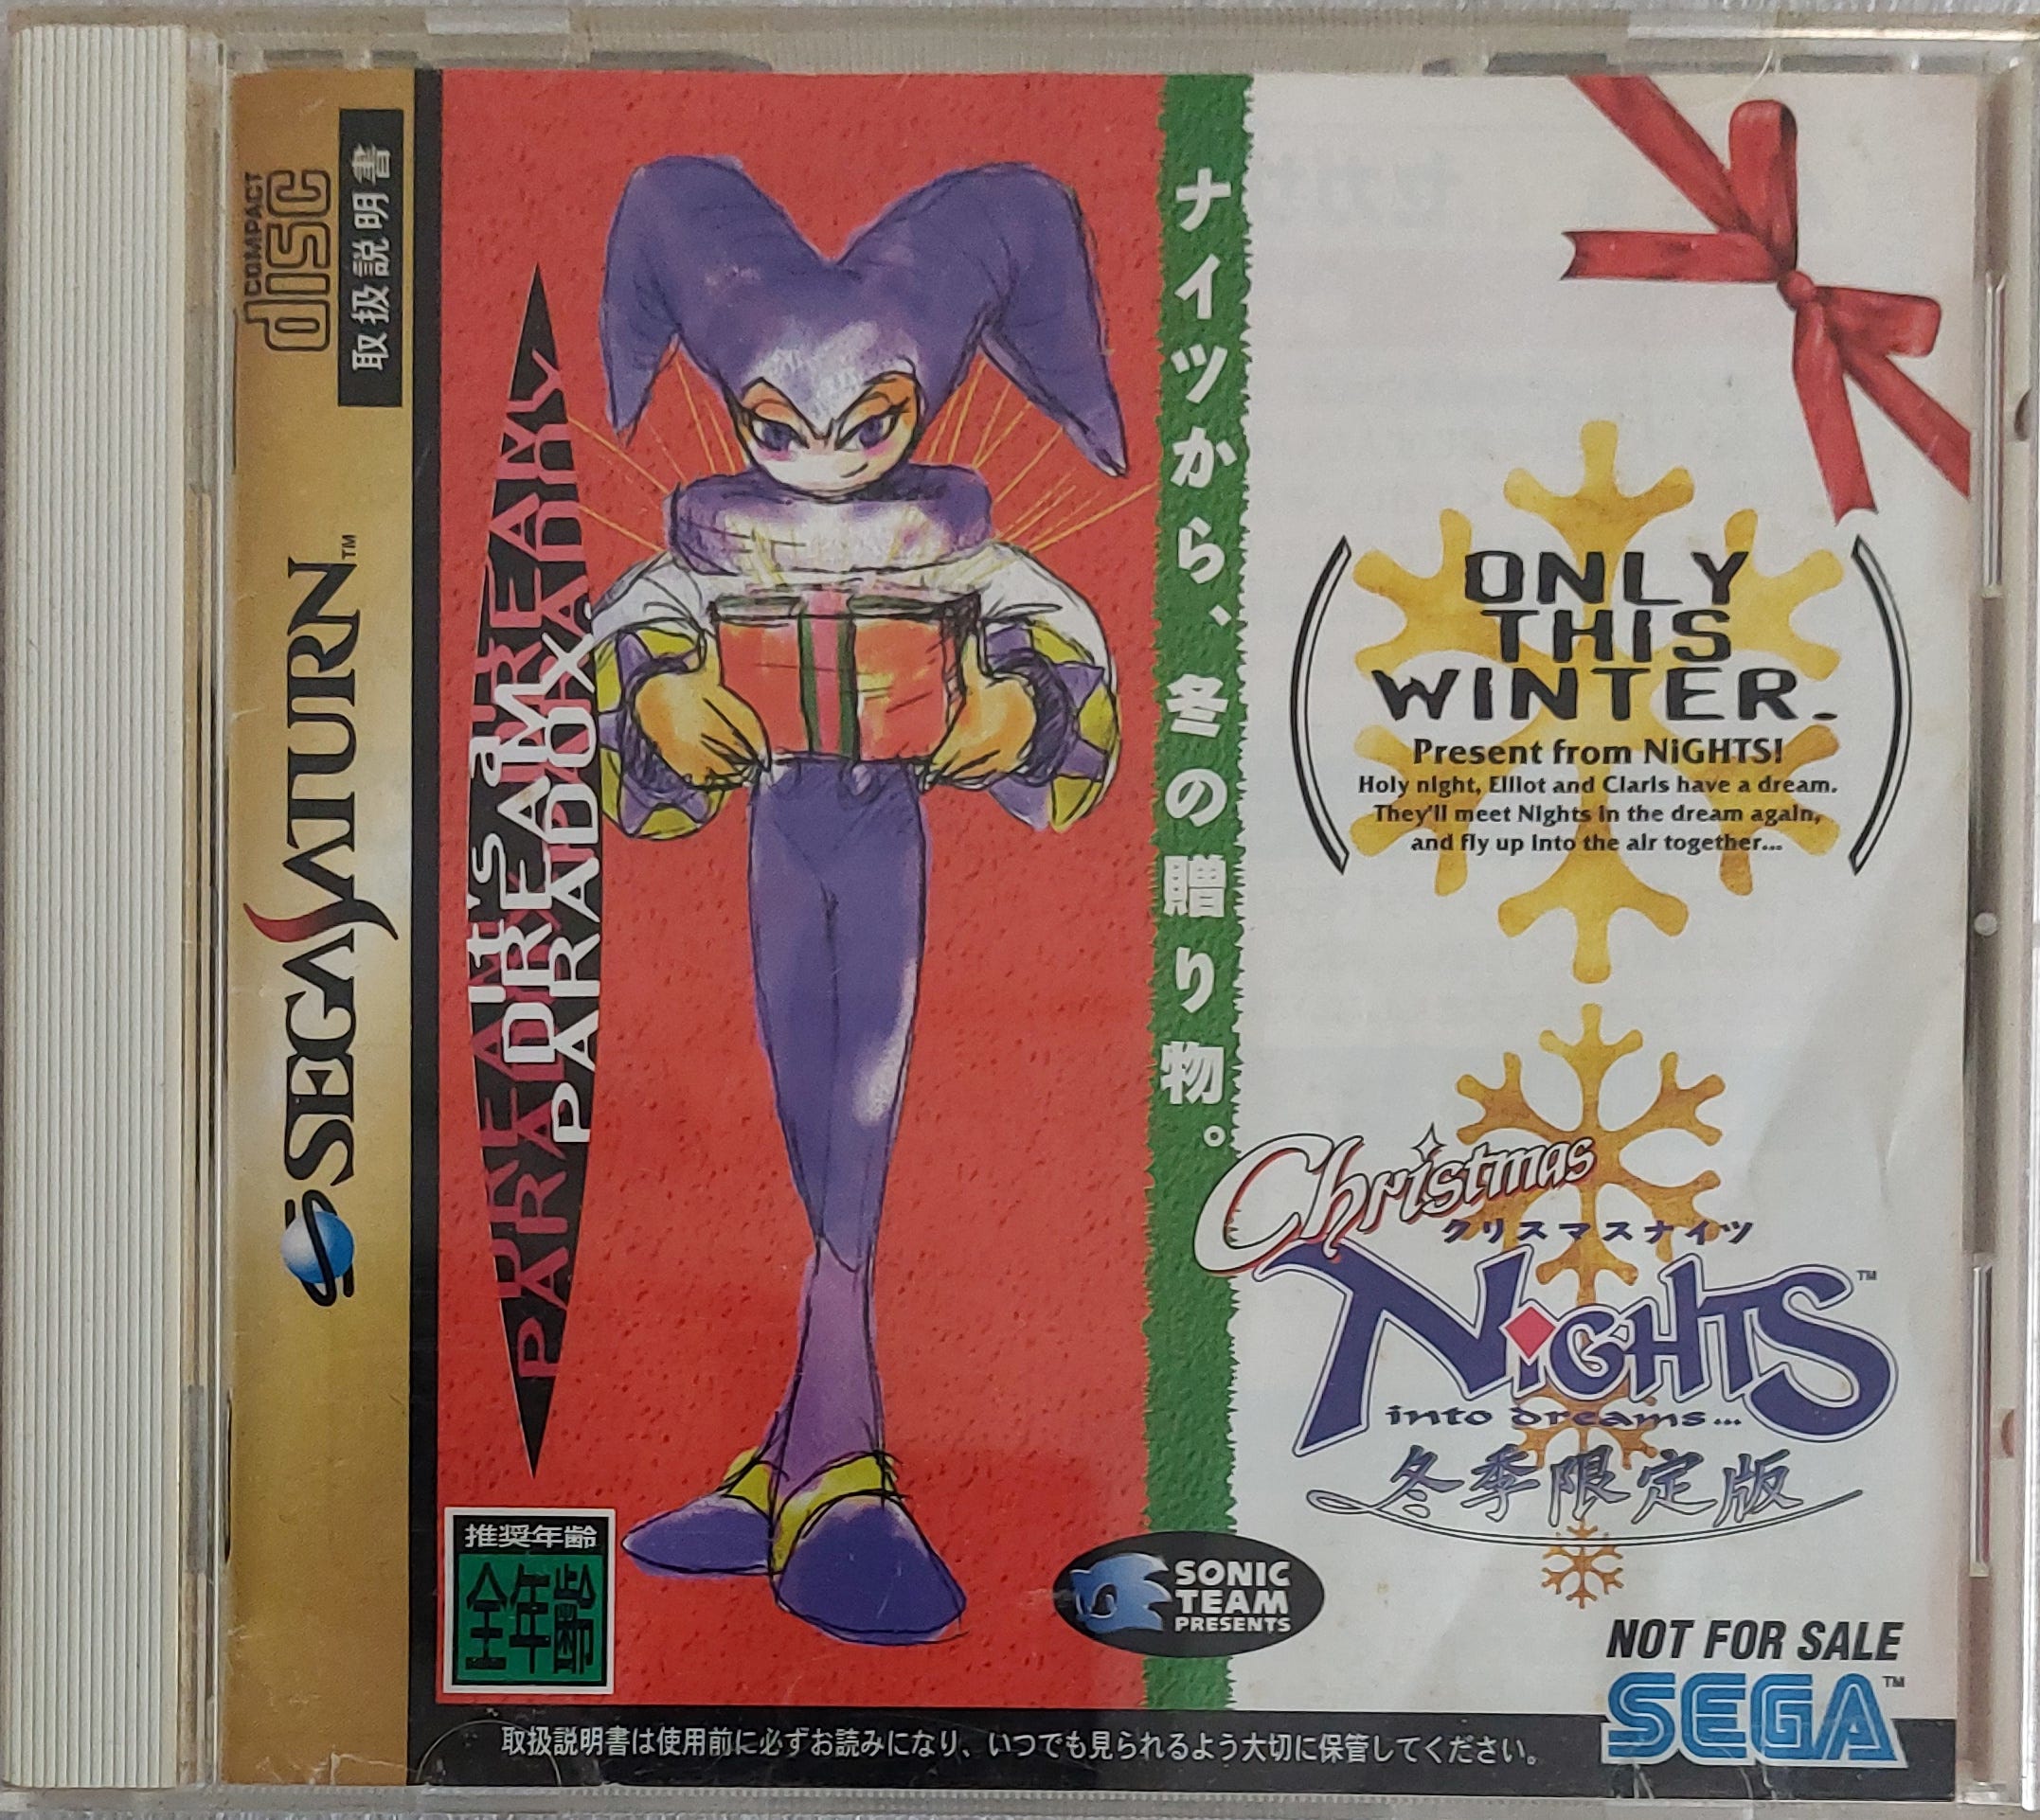 COMPACT
disc
取扱説明書
SEGA SATURN™
it's a
DREAMY
DREAM
PARADOX
ナイツから、冬の贈り物。
ONLY
THIS
WINTER.
Present from NiGHTS!
Holy night, Elliot and Claris have a dream.
They'll meet Nights in the dream again,
and fly up into the air together...
Christmas
クリスマスナイツ
NiGHTS™
into dreams...
冬季限定版
推奨年齢
全年齢
SONIC
TEAM
PRESENTS
NOT FOR SALE
SEGA™
取扱説明書は使用前に必ずお読みになり、いつでも見られるよう大切に保管してください。